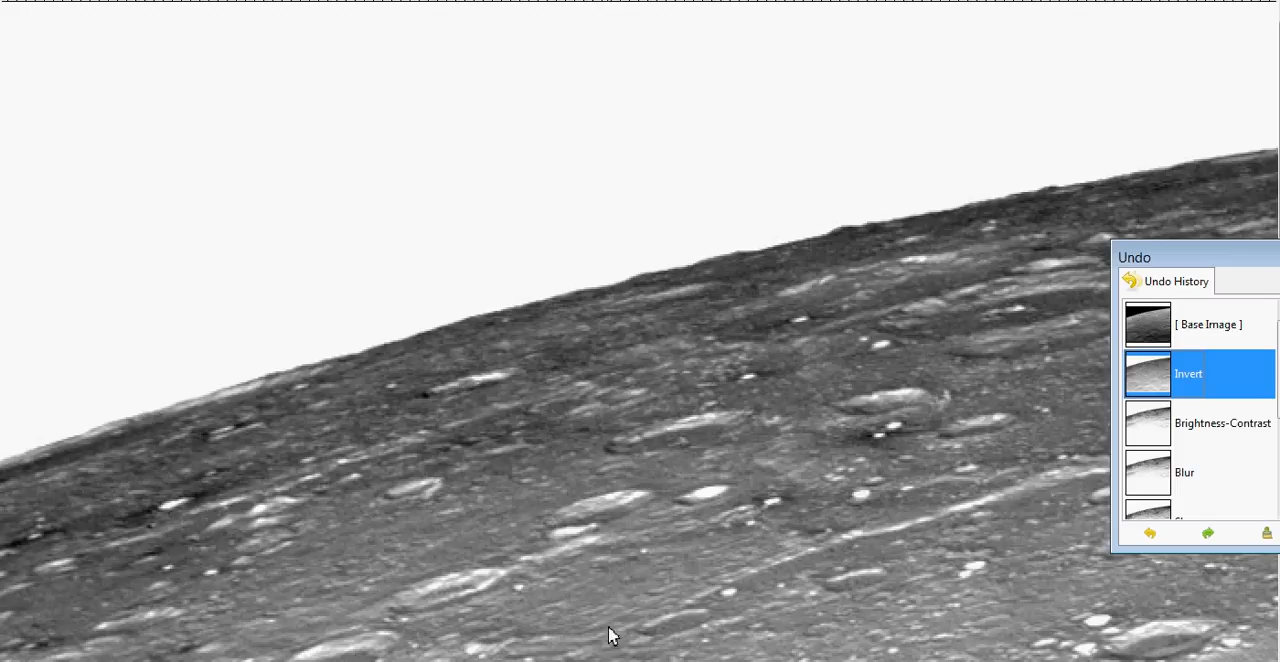 Undo
Undo History
[ Base Image ]
Invert
Brightness-Contrast
Blur